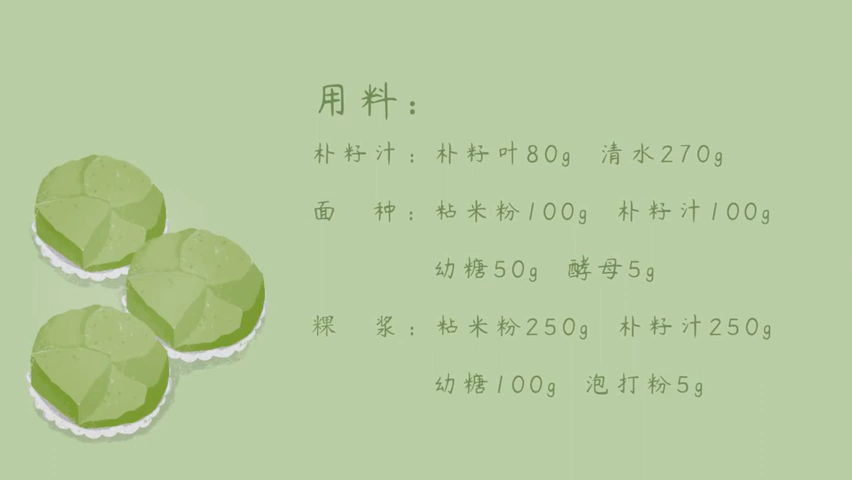 用料：
朴籽汁：朴籽叶80g 清水270g
面 种：粘米粉100g 朴籽汁100g
幼糖50g 酵母5g
粿 浆：粘米粉250g 朴籽汁250g
幼糖100g 泡打粉5g